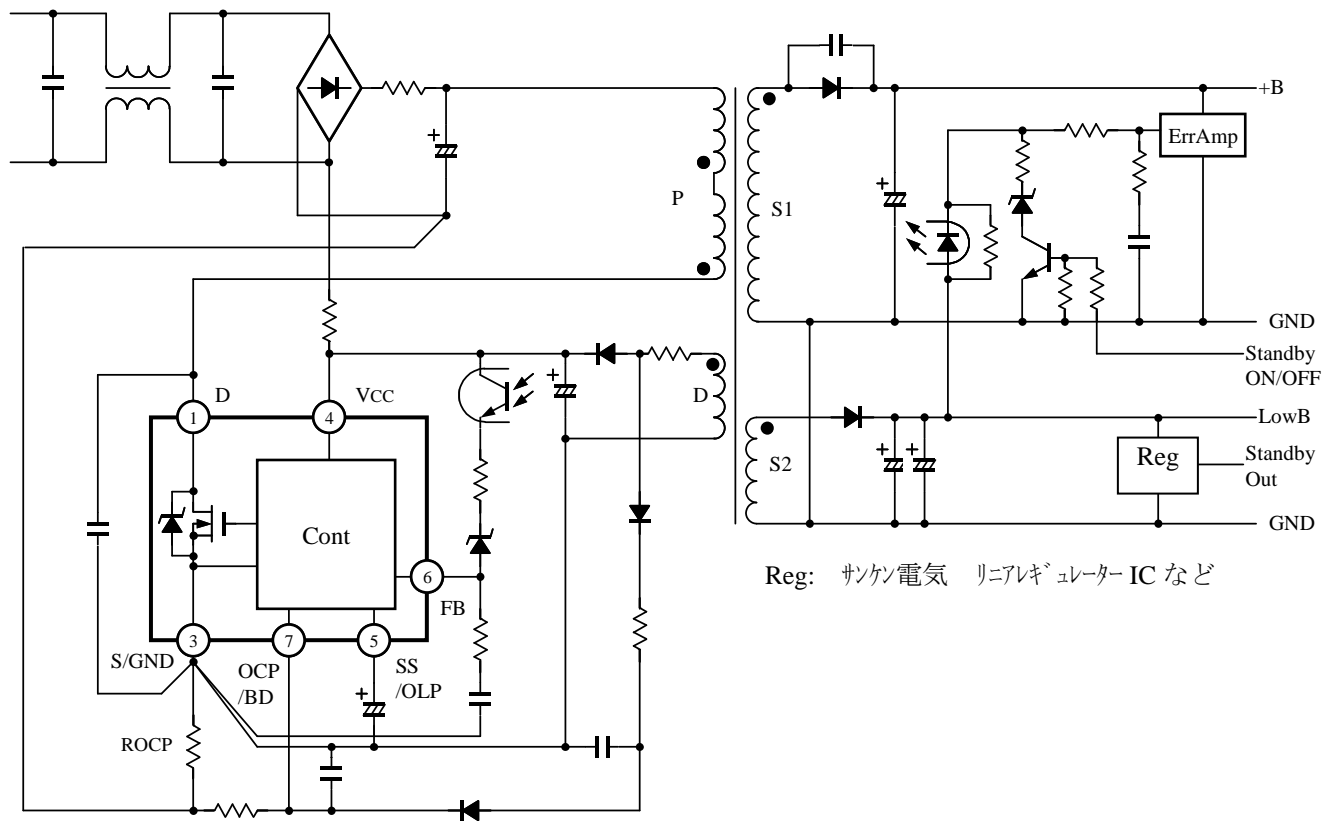 +B
ErrAmp
P
S1
GND
Standby
ON/OFF
D
D
VCC
1
4
LowB
S2
Reg
Standby
Out
Cont
GND
6
FB
Reg: サンケン電気 リニアレギュレーター IC など
3
7
5
S/GND
OCP
/BD
SS
/OLP
ROCP
+
+
+
+
+